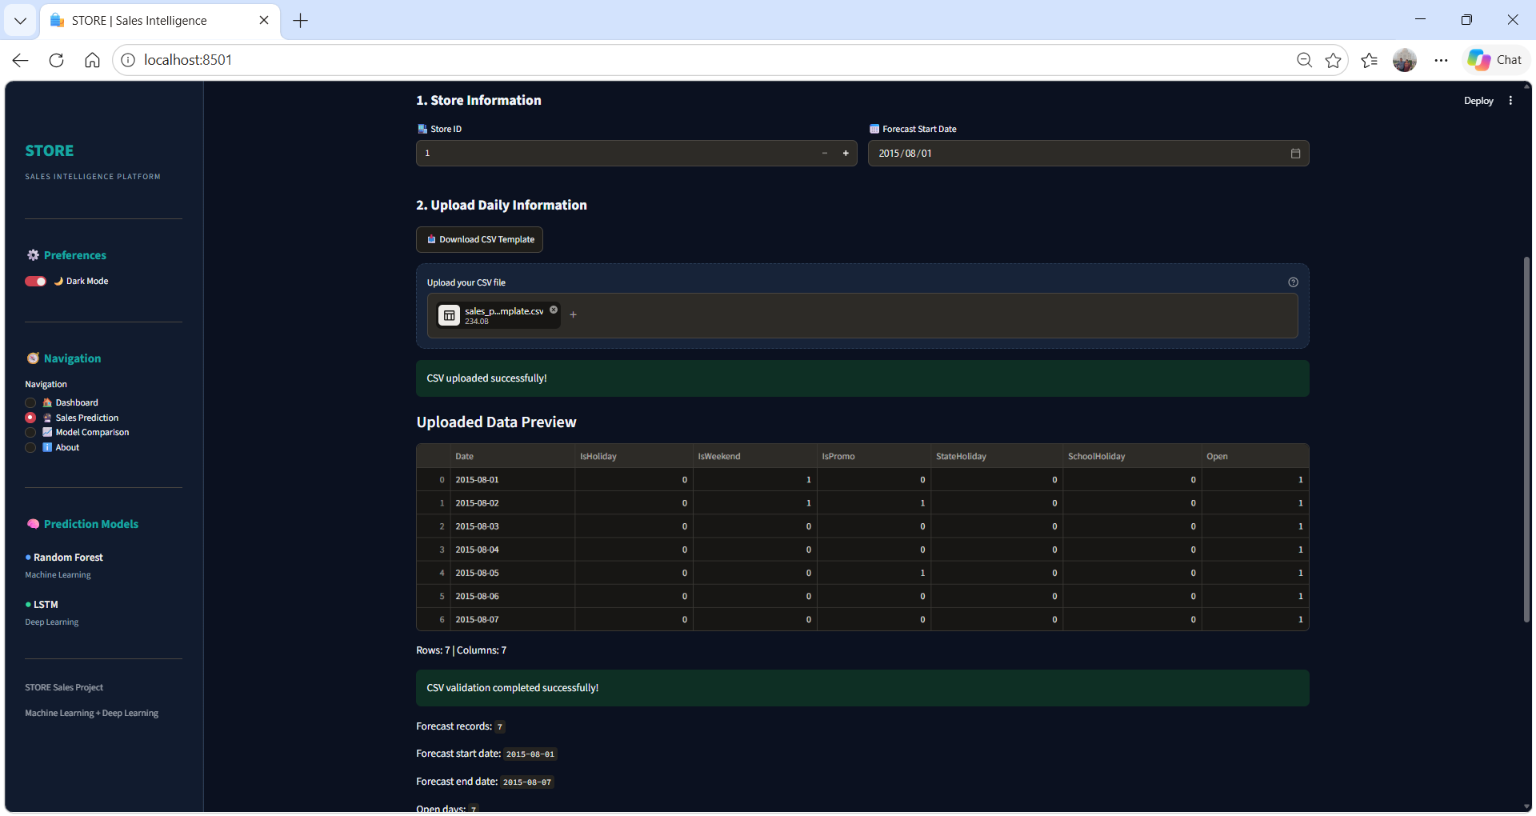 STORE | Sales Intelligence
localhost:8501
Chat
Deploy
STORE
SALES INTELLIGENCE PLATFORM
Preferences
Dark Mode
Navigation
Navigation
Dashboard
Sales Prediction
Model Comparison
About
Prediction Models
Random Forest
Machine Learning
LSTM
Deep Learning
STORE Sales Project
Machine Learning + Deep Learning
1. Store Information
Store ID
Forecast Start Date
1
2015/08/01
2. Upload Daily Information
Download CSV Template
Upload your CSV file
sales_p...mplate.csv
234.0B
CSV uploaded successfully!
Uploaded Data Preview
Date IsHoliday IsWeekend IsPromo StateHoliday SchoolHoliday Open
0 2015-08-01 0 1 0 0 0 1
1 2015-08-02 0 1 1 0 0 1
2 2015-08-03 0 0 0 0 0 1
3 2015-08-04 0 0 0 0 0 1
4 2015-08-05 0 0 1 0 0 1
5 2015-08-06 0 0 0 0 0 1
6 2015-08-07 0 0 0 0 0 1
Rows: 7 | Columns: 7
CSV validation completed successfully!
Forecast records: 7
Forecast start date: 2015-08-01
Forecast end date: 2015-08-07
Open days: 7